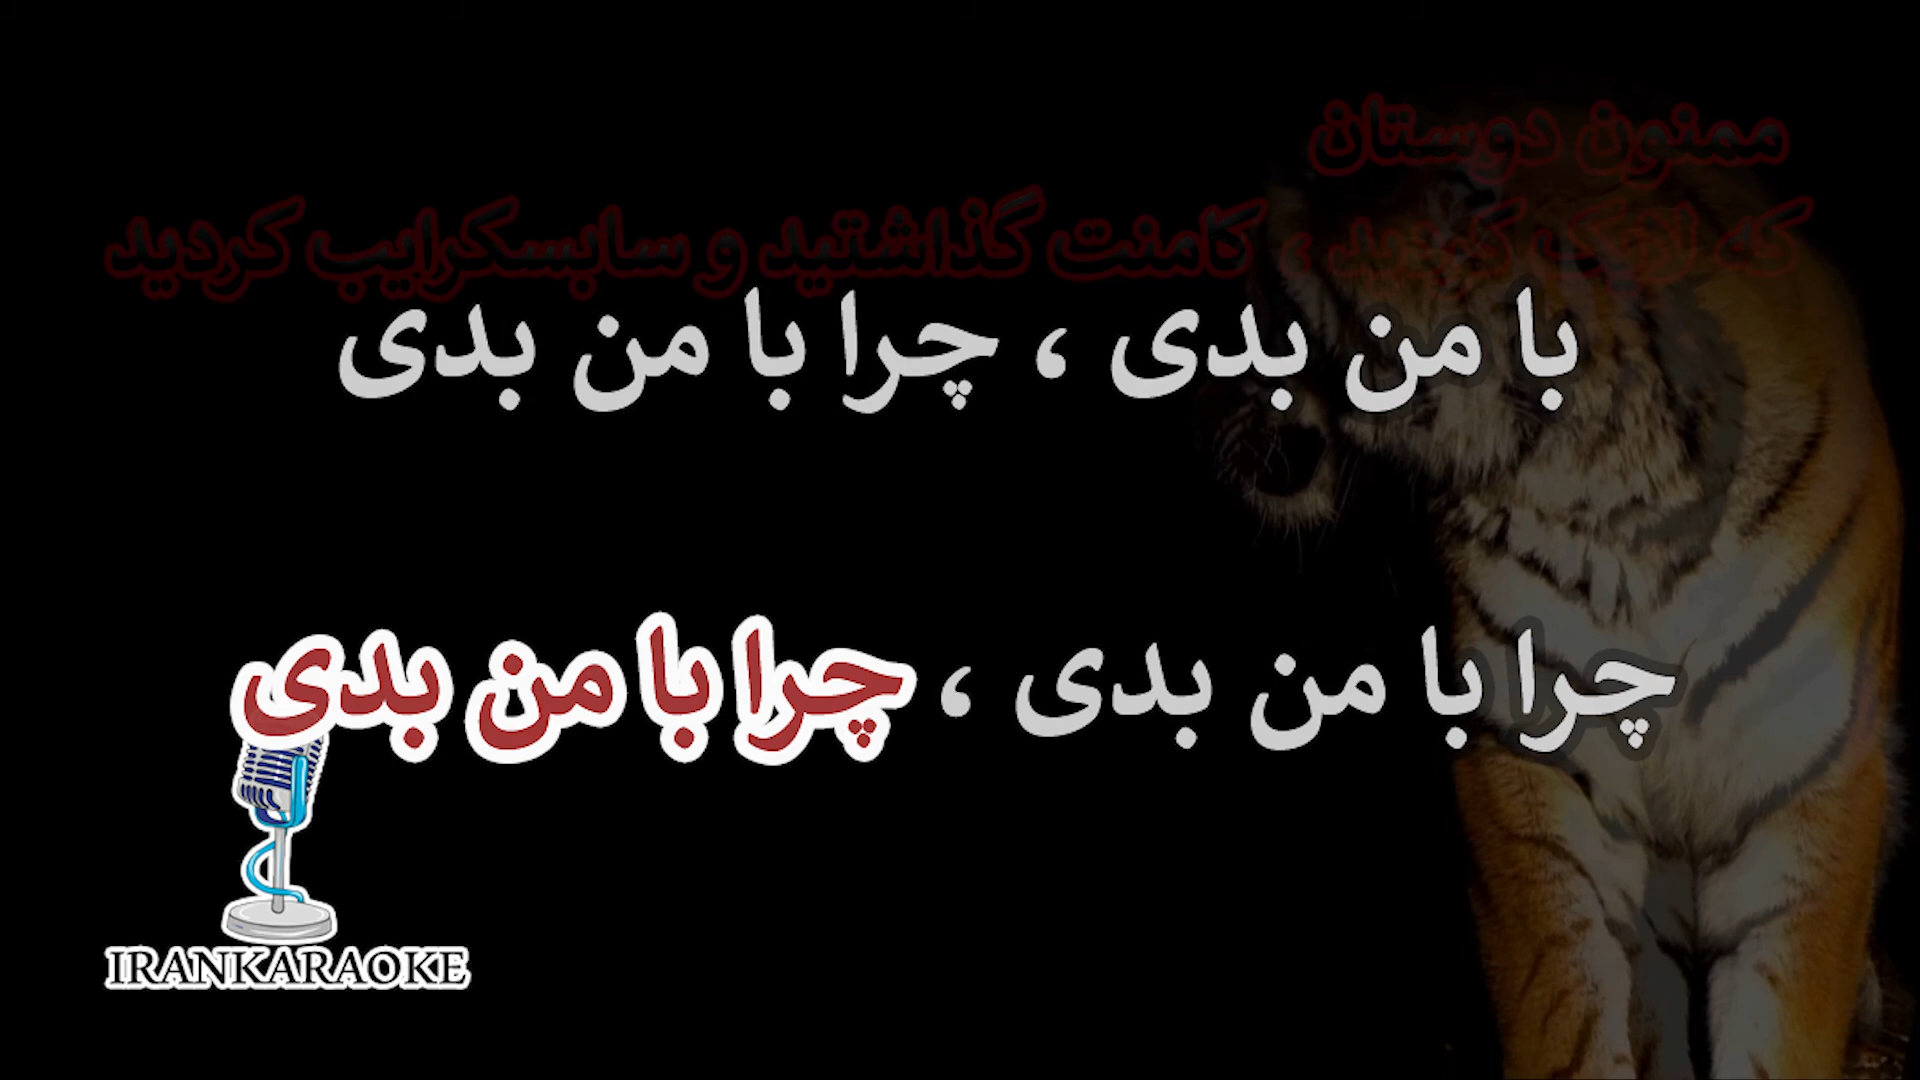 ممنون دوستان
که لایک کردید ، کامنت گذاشتید و سابسکرایب کردید
با من بدی ، چرا با من بدی
چرا با من بدی ، چرا با من بدی
IRANKARAOKE